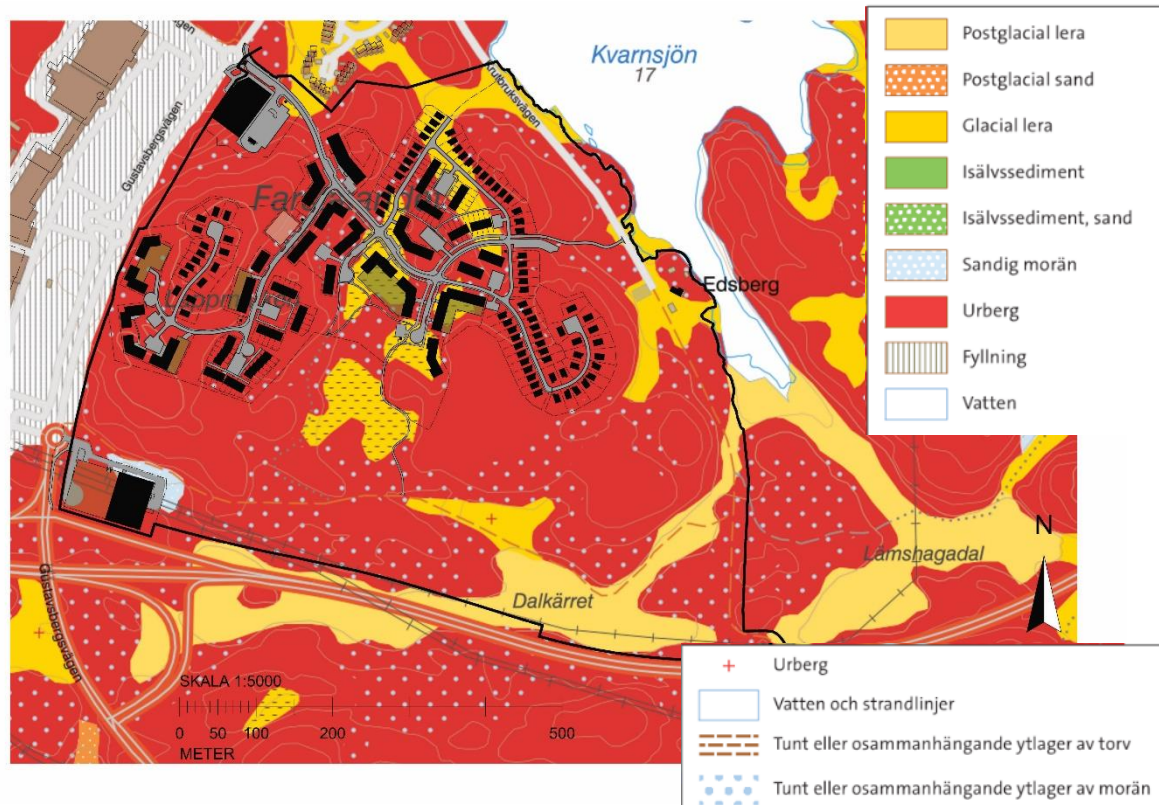 Kvarnsjön
17
Krutbruksvägen
Gustavsbergsvägen
Edsberg
Lämshagadal
Dalkärret
Gustavsbergsvägen
N
SKALA 1:5000
0 50 100 200 500
METER
Postglacial lera
Postglacial sand
Glacial lera
Isälvssediment
Isälvssediment, sand
Sandig morän
Urberg
Fyllning
Vatten
Urberg
Vatten och strandlinjer
Tunt eller osammanhängande ytlager av torv
Tunt eller osammanhängande ytlager av morän